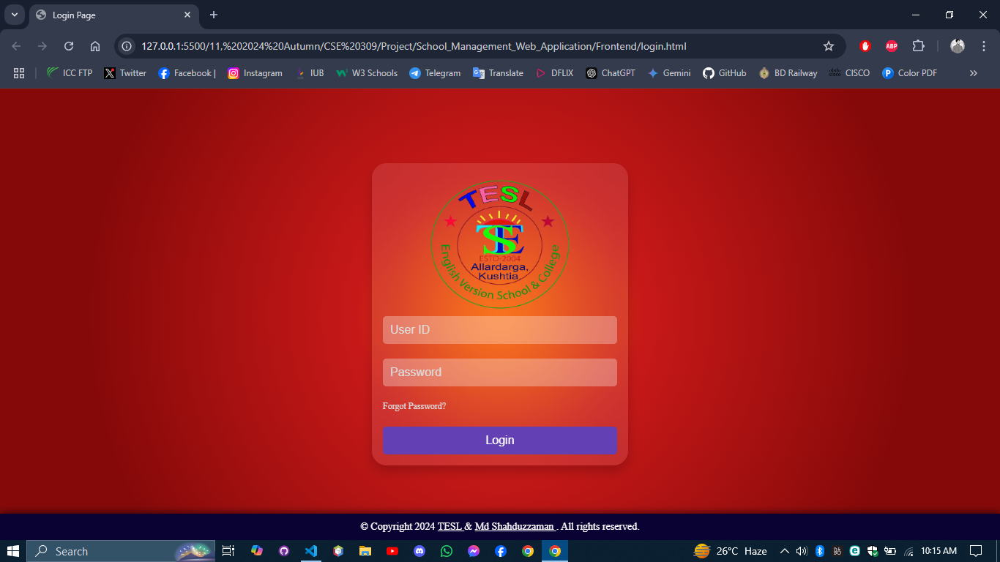 Login Page
127.0.0.1:5500/11,%202024%20Autumn/CSE%20309/Project/School_Management_Web_Application/Frontend/login.html
ABP
ICC FTP Twitter Facebook | Instagram IUB W3 Schools Telegram Translate DFLIX ChatGPT Gemini GitHub BD Railway CISCO Color PDF
TESL
TSE
ESTD-2004
Allardarga,
Kushtia.
English Version School & College
User ID
Password
Forgot Password?
Login
© Copyright 2024 TESL & Md Shahduzzaman . All rights reserved.
Search 26°C Haze 10:15 AM